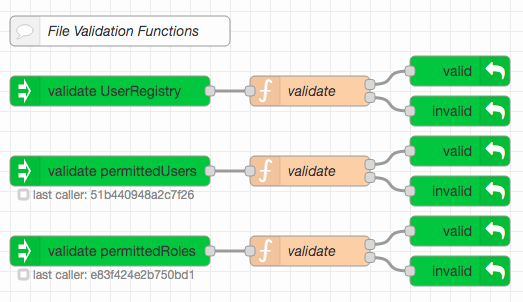 File Validation Functions
valid
validate UserRegistry
validate
invalid
valid
validate permittedUsers
validate
last caller: 51b440948a2c7f26
invalid
valid
validate permittedRoles
validate
last caller: e83f424e2b750bd1
invalid